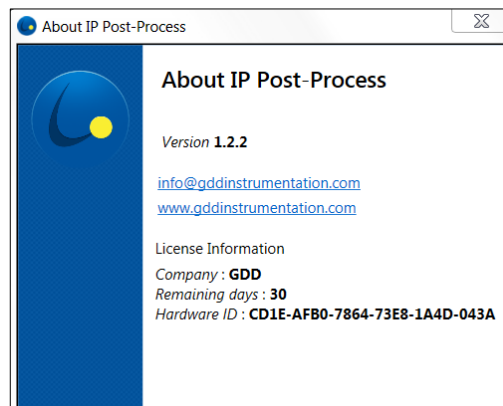 About IP Post-Process
About IP Post-Process
Version 1.2.2
info@gddinstrumentation.com
www.gddinstrumentation.com
License Information
Company : GDD
Remaining days : 30
Hardware ID : CD1E-AFB0-7864-73E8-1A4D-043A